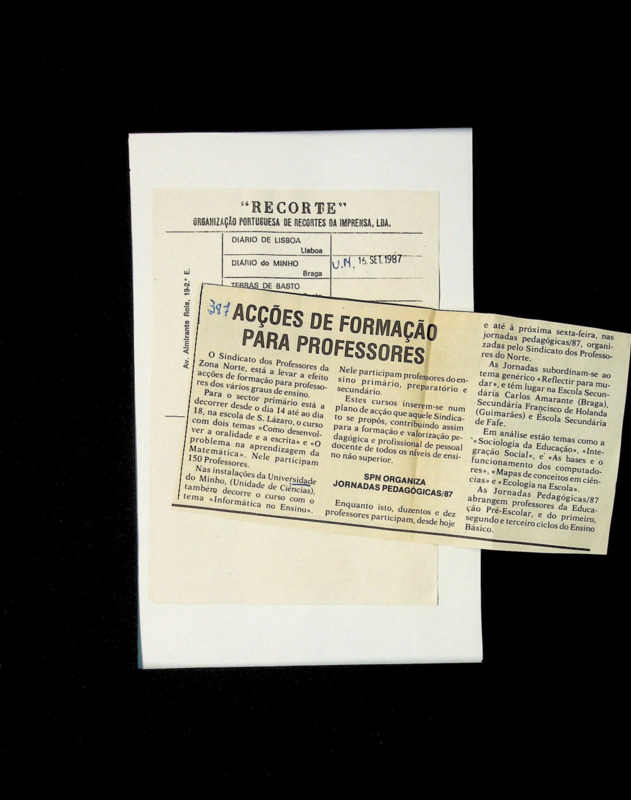 "RECORTE"
ORGANIZAÇÃO PORTUGUESA DE RECORTES DA IMPRENSA, LDA.
Av. Almirante Reis, 19-2.º E.
DIÁRIO DE LISBOA
Lisboa
DIÁRIO do MINHO
Braga
U.M. 15 SET. 1987
TERRAS DE BASTO
387
ACÇÕES DE FORMAÇÃO
PARA PROFESSORES
O Sindicato dos Professores da
Zona Norte, está a levar a efeito
acções de formação para professo-
res dos vários graus de ensino.
Para o sector primário está a
decorrer desde o dia 14 até ao dia
18, na escola de S. Lázaro, o curso
com dois temas «Como desenvol-
ver a oralidade e a escrita» e «O
problema na aprendizagem da
Matemática». Nele participam
150 Professores.
Nas instalações da Universidade
do Minho, (Unidade de Ciências),
também decorre o curso com o
tema «Informática no Ensino».
Nele participam professores do en-
sino primário, preparatório e
secundário.
Estes cursos inserem-se num
plano de acção que aquele Sindica-
to se propôs, contribuindo assim
para a formação e valorização pe-
dagógica e profissional de pessoal
docente de todos os níveis de ensi-
no não superior.
SPN ORGANIZA
JORNADAS PEDAGÓGICAS/87
Enquanto isto, duzentos e dez
professores participam, desde hoje
e até à próxima sexta-feira, nas
jornadas pedagógicas/87, organi-
zadas pelo Sindicato dos Professo-
res do Norte.
As Jornadas subordinam-se ao
tema genérico «Reflectir para mu-
dar», e têm lugar na Escola Secun-
dária Carlos Amarante (Braga),
Secundária Francisco de Holanda
(Guimarães) e Escola Secundária
de Fafe.
Em análise estão temas como a
«Sociologia da Educação», «Inte-
gração Social», e «As bases e o
funcionamento dos computado-
res», «Mapas de conceitos em ciên-
cias» e «Ecologia na Escola».
As Jornadas Pedagógicas/87
abrangem professores da Educa-
ção Pré-Escolar, e do primeiro,
segundo e terceiro ciclos do Ensino
Básico.